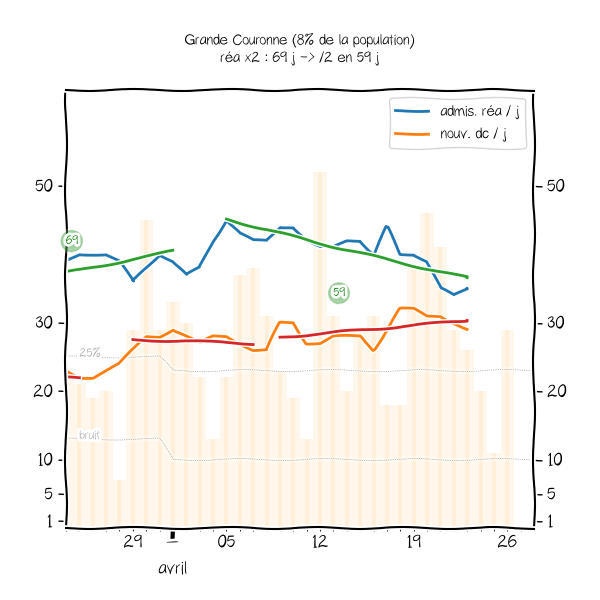 Grande Couronne (8% de la population)
réa x2 : 69 j -> /2 en 59 j
admis. réa / j
nouv. dc / j
50 50
69
59
30 30
25%
20 20
bruit
10 10
5 5
1 1
29 1 05 12 19 26
avril